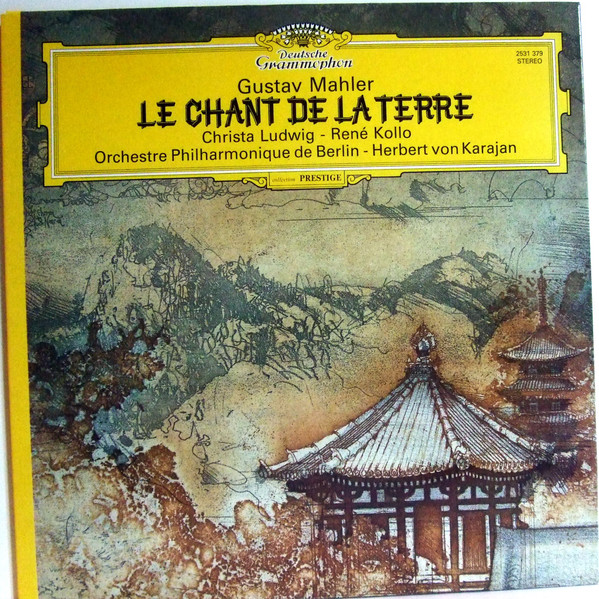 Deutsche
Grammophon
2531 379
STEREO
Gustav Mahler
LE CHANT DE LA TERRE
Christa Ludwig - René Kollo
Orchestre Philharmonique de Berlin - Herbert von Karajan
collection PRESTIGE